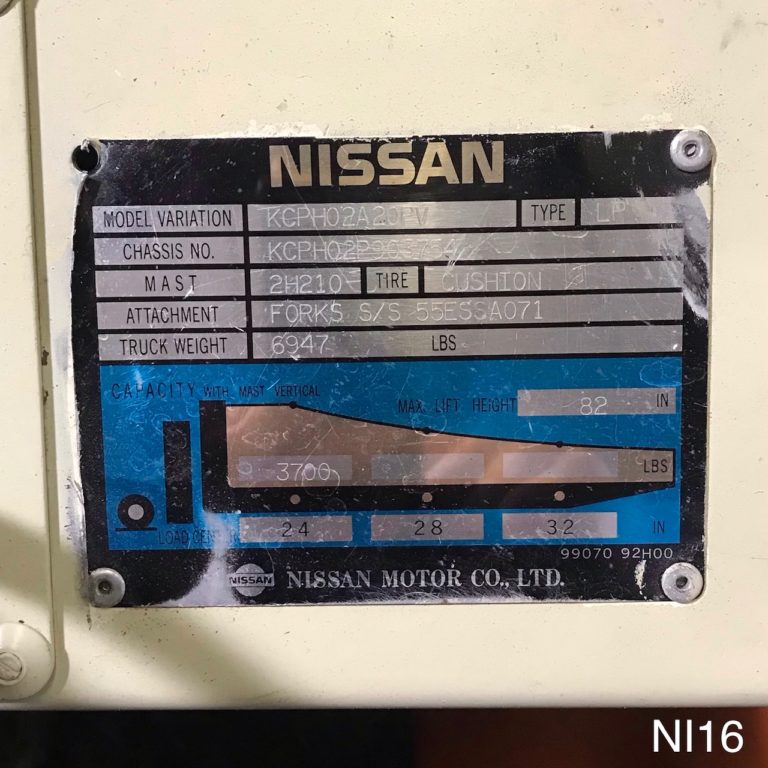 NISSAN
MODEL VARIATION KCPH02A20PV TYPE LP
CHASSIS NO.
MAST 2H210 TIRE CUSHION
ATTACHMENT FORKS S/S 55ESSA071
TRUCK WEIGHT 6947 LBS
CAPACITY WITH MAST VERTICAL
MAX. LIFT HEIGHT 82 IN
3700 LBS
LOAD 24 28 32 IN
99070 92H00
NISSAN NISSAN MOTOR CO., LTD.
NI16